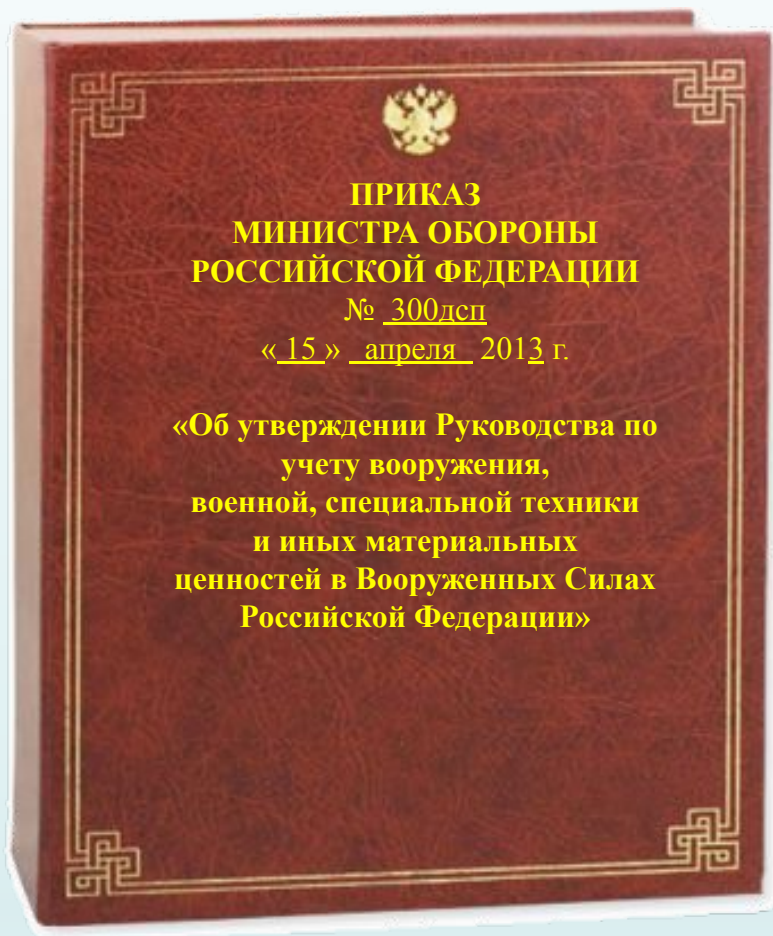 ПРИКАЗ
МИНИСТРА ОБОРОНЫ
РОССИЙСКОЙ ФЕДЕРАЦИИ
№ 300дсп
« 15 » апреля 2013 г.
«Об утверждении Руководства по
учету вооружения,
военной, специальной техники
и иных материальных
ценностей в Вооруженных Силах
Российской Федерации»